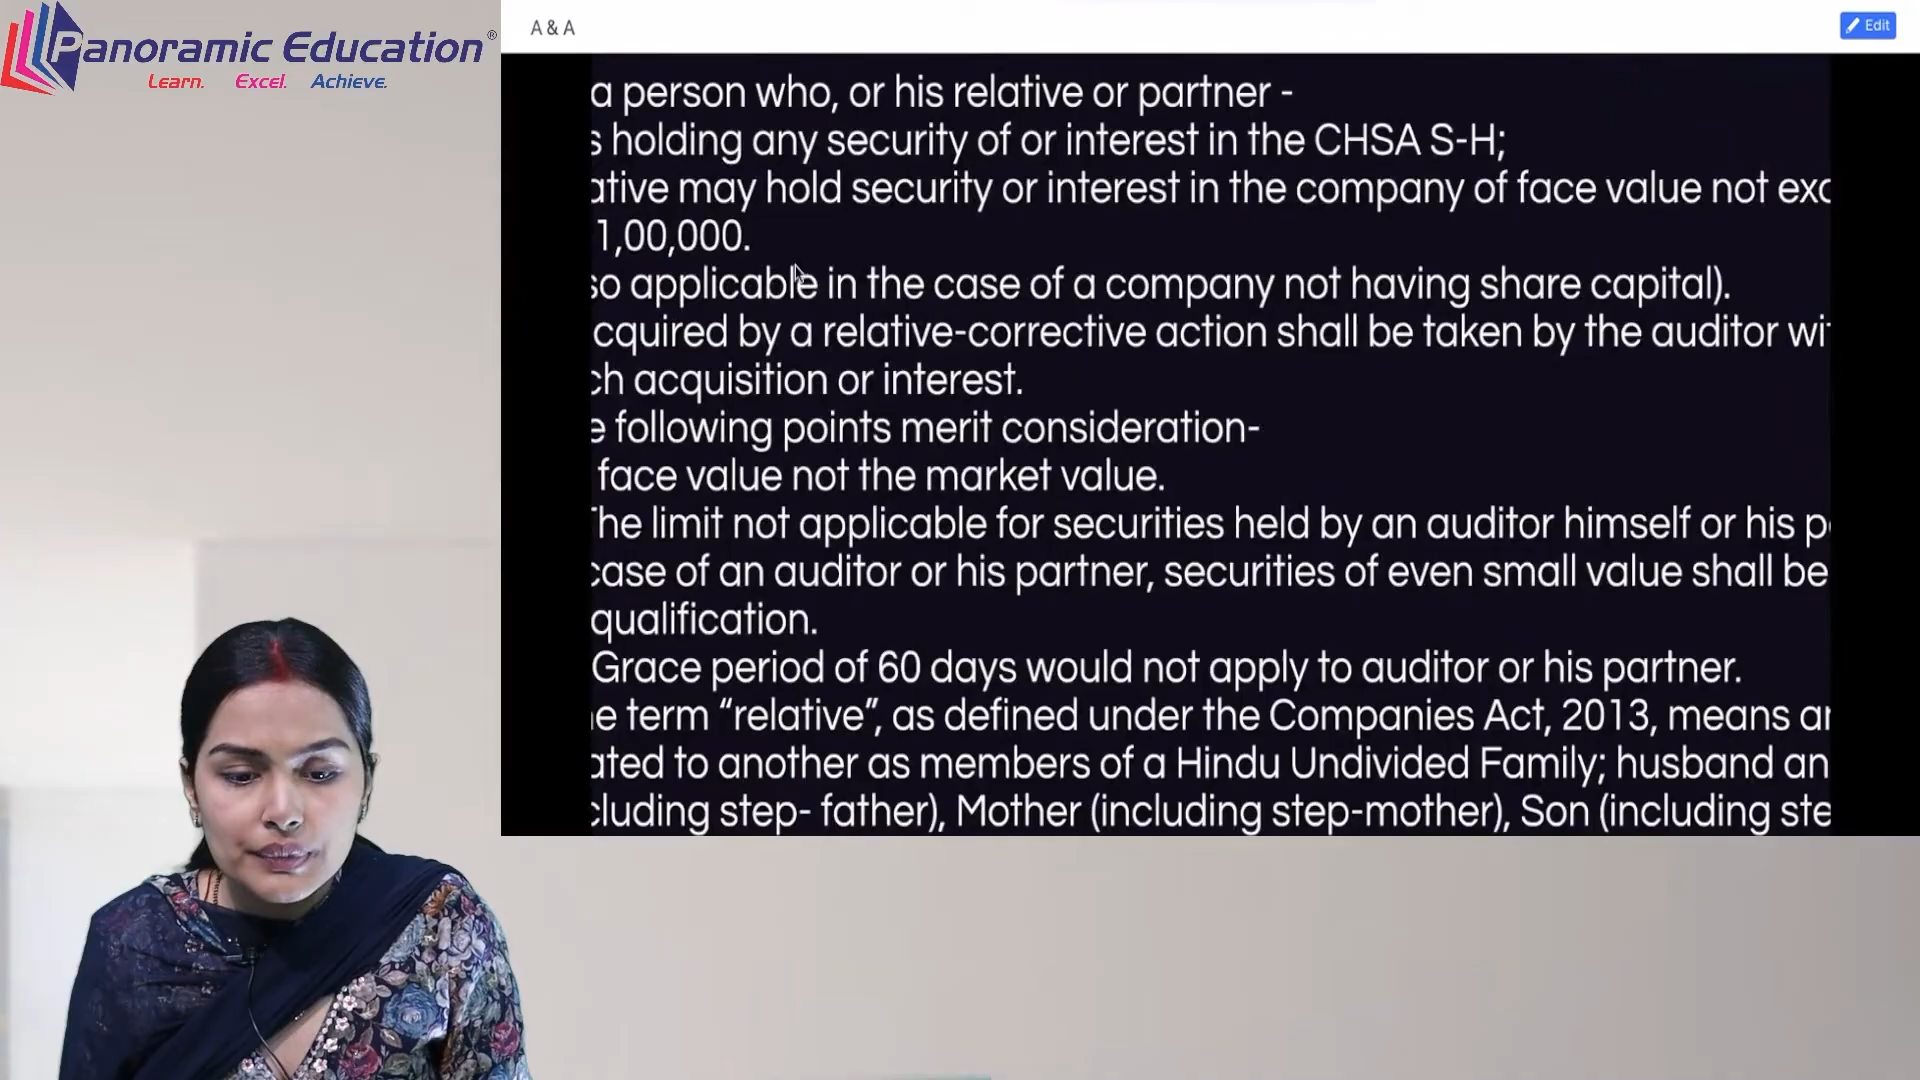 Panoramic Education®
Learn. Excel. Achieve.
A & A
Edit
a person who, or his relative or partner -
s holding any security of or interest in the CHSA S-H;
ative may hold security or interest in the company of face value not exc
1,00,000.
so applicable in the case of a company not having share capital).
cquired by a relative-corrective action shall be taken by the auditor wit
ch acquisition or interest.
e following points merit consideration-
face value not the market value.
The limit not applicable for securities held by an auditor himself or his p
case of an auditor or his partner, securities of even small value shall be
qualification.
Grace period of 60 days would not apply to auditor or his partner.
e term “relative”, as defined under the Companies Act, 2013, means an
ated to another as members of a Hindu Undivided Family; husband an
cluding step- father), Mother (including step-mother), Son (including ste